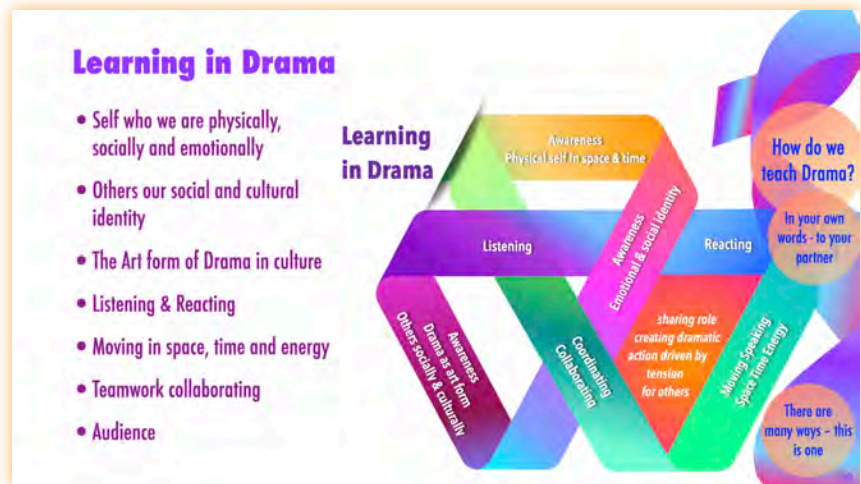 Learning in Drama
• Self who we are physically,
socially and emotionally
• Others our social and cultural
identity
• The Art form of Drama in culture
• Listening & Reacting
• Moving in space, time and energy
• Teamwork collaborating
• Audience
Learning
in Drama
Awareness
Physical self In space & time
Listening
Awareness
Emotional & social identity
Reacting
Awareness
Drama as art form
Others socially & culturally
Coordinating
Collaborating
sharing role
creating dramatic
action driven by
tension
for others
Moving Speaking
Space Time Energy
How do we
teach Drama?
In your own
words - to your
partner
There are
many ways – this
is one